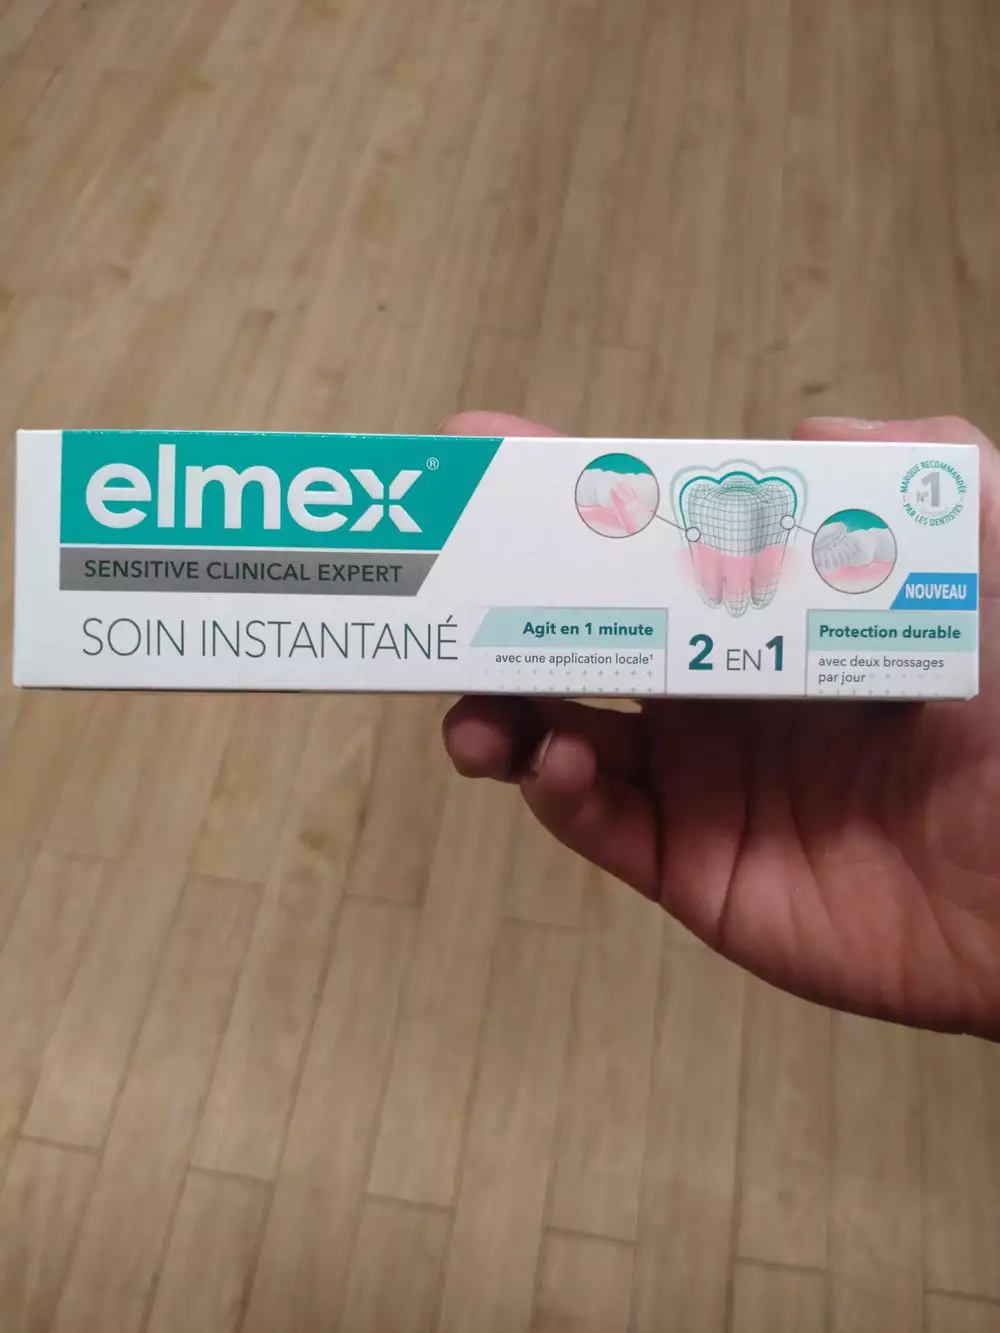 elmex®
SENSITIVE CLINICAL EXPERT
SOIN INSTANTANÉ
Agit en 1 minute
avec une application locale¹
2 EN 1
MARQUE RECOMMANDÉE
N°1
PAR LES DENTISTES
NOUVEAU
Protection durable
avec deux brossages
par jour